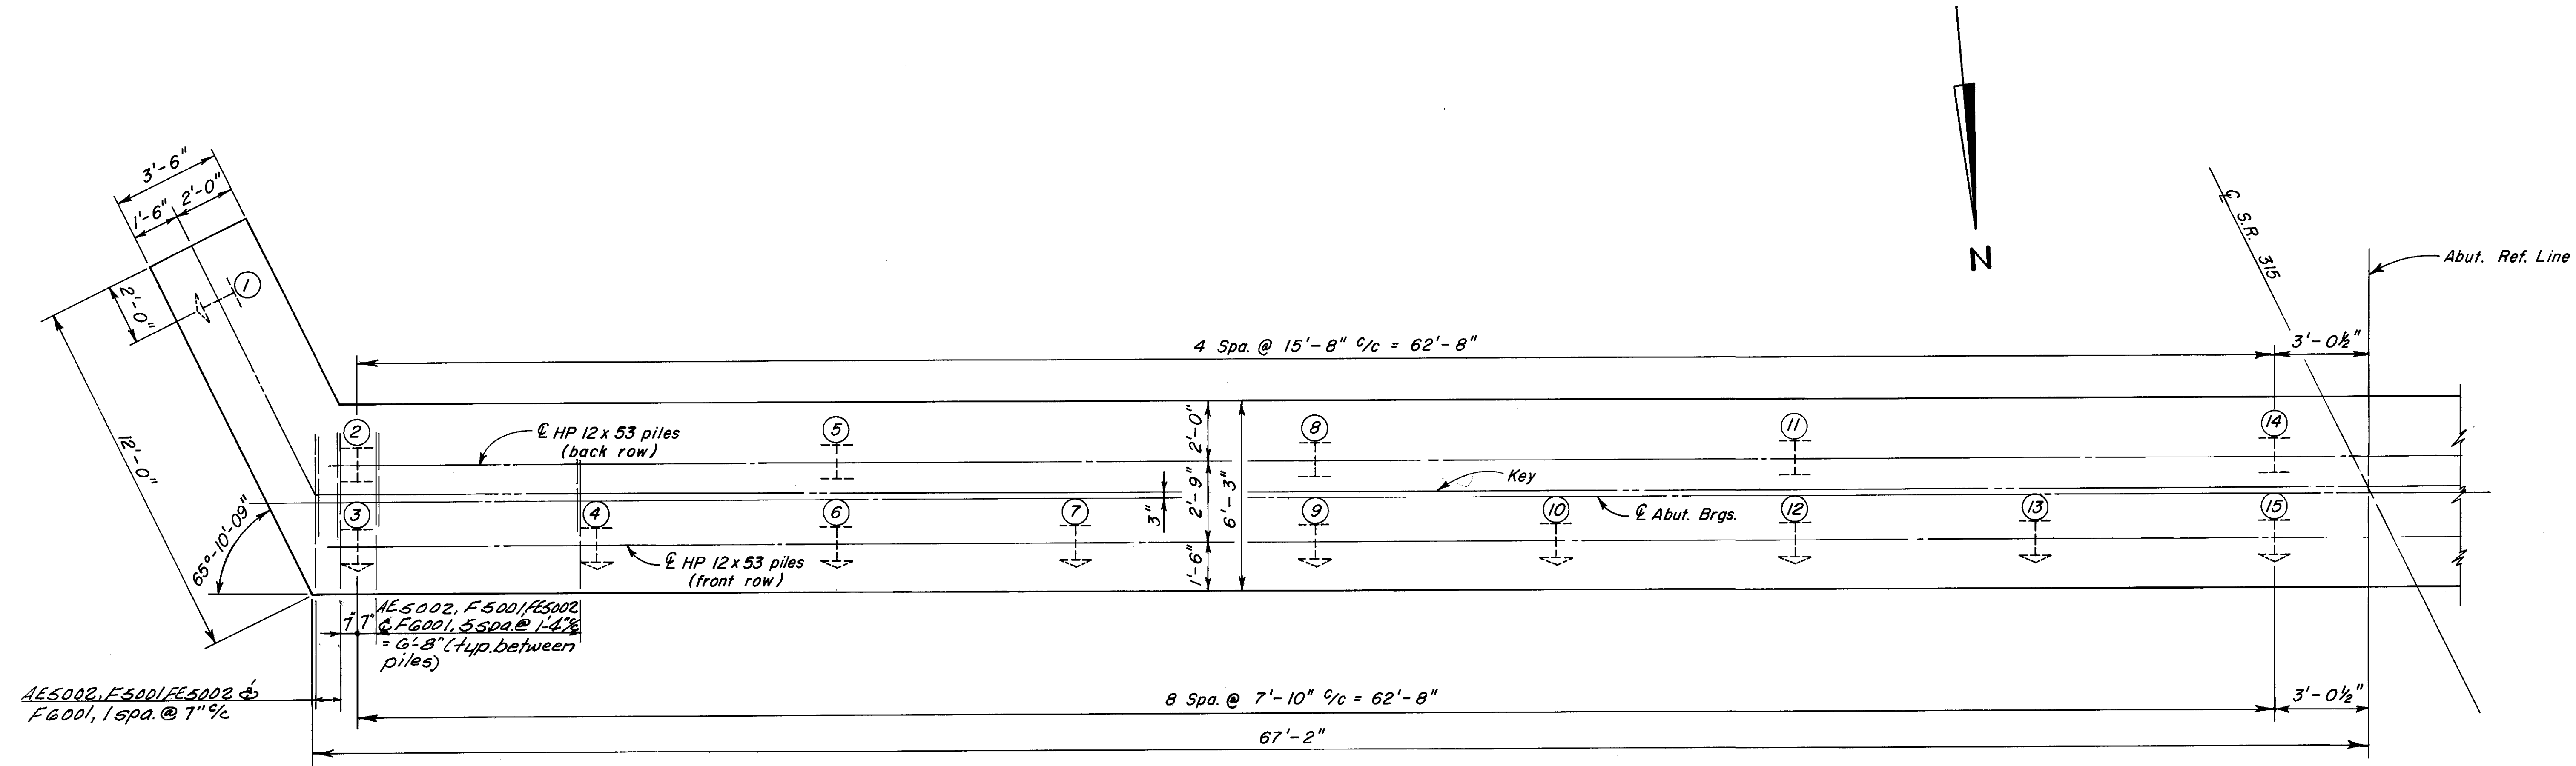 3'-6"
1'-6" 2'-0"
1
2'-0"
12'-0"
65°-10'-09"
N
℄ S.R. 315
Abut. Ref. Line
4 Spa. @ 15'-8" c/c = 62'-8"
3'-0½"
2
5
8
11
14
℄ HP 12 x 53 piles
(back row)
2'-0"
2'-9"
6'-3"
1'-6"
3"
Key
℄ Abut. Brgs.
3
4
6
7
9
10
12
13
15
℄ HP 12 x 53 piles
(front row)
7" 7"
AE5002, F5001, FE5002
& F6001, 5 spa. @ 1'-4" c/c
= 6'-8" (typ. between
piles)
AE5002, F5001, FE5002 &
F6001, 1 spa. @ 7" c/c
8 Spa. @ 7'-10" c/c = 62'-8"
3'-0½"
67'-2"